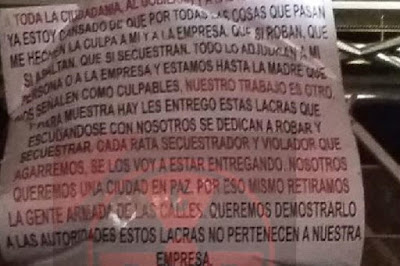 A TODA LA CIUDADANIA, AL GOBIERNO
YA ESTOY CANSADO DE QUE POR TODAS LAS COSAS QUE PASAN
ME HECHEN LA CULPA A MI Y A LA EMPRESA, QUE SI ROBAN, QUE
SI ASALTAN, QUE SI SECUESTRAN. TODO LO ADJUDICAN A MI
PERSONA O A LA EMPRESA Y ESTAMOS HASTA LA MADRE QUE
NOS SEÑALEN COMO CULPABLES, NUESTRO TRABAJO ES OTRO
Y PARA MUESTRA HAY LES ENTREGO ESTAS LACRAS QUE
ESCUGANDOSE CON NOSOTROS SE DEDICAN A ROBAR Y
SECUESTRAR. CADA RATA SECUESTRADOR Y VIOLADOR QUE
AGARREMOS, SE LOS VOY A ESTAR ENTREGANDO. NOSOTROS
QUEREMOS UNA CIUDAD EN PAZ. POR ESO MISMO RETIRAMOS
LA GENTE ARMADA DE LAS CALLES. QUEREMOS DEMOSTRARLO
A LAS AUTORIDADES ESTOS LACRAS NO PERTENECEN A NUESTRA
EMPRESA.